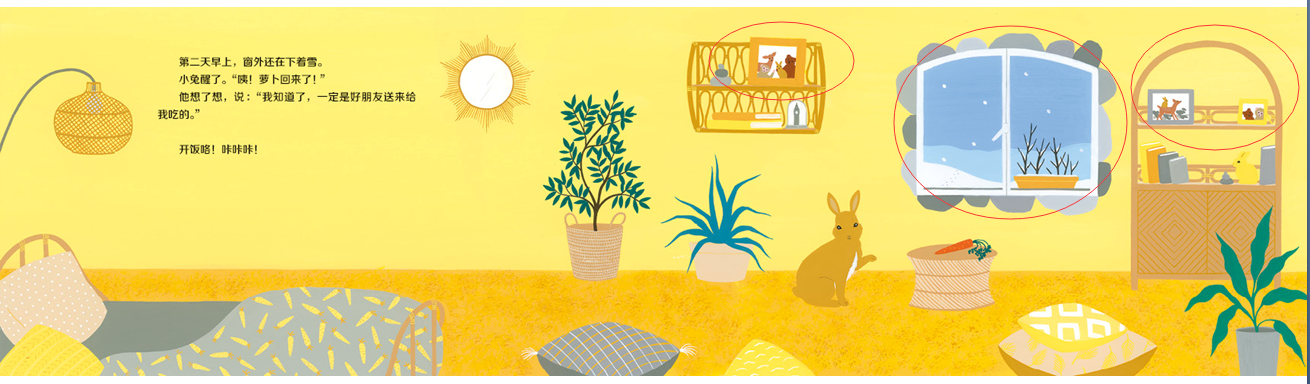 第二天早上，窗外还在下着雪。
小兔醒了。“咦！萝卜回来了！”
他想了想，说：“我知道了，一定是好朋友送来给
我吃的。”
开饭咯！咔咔咔！